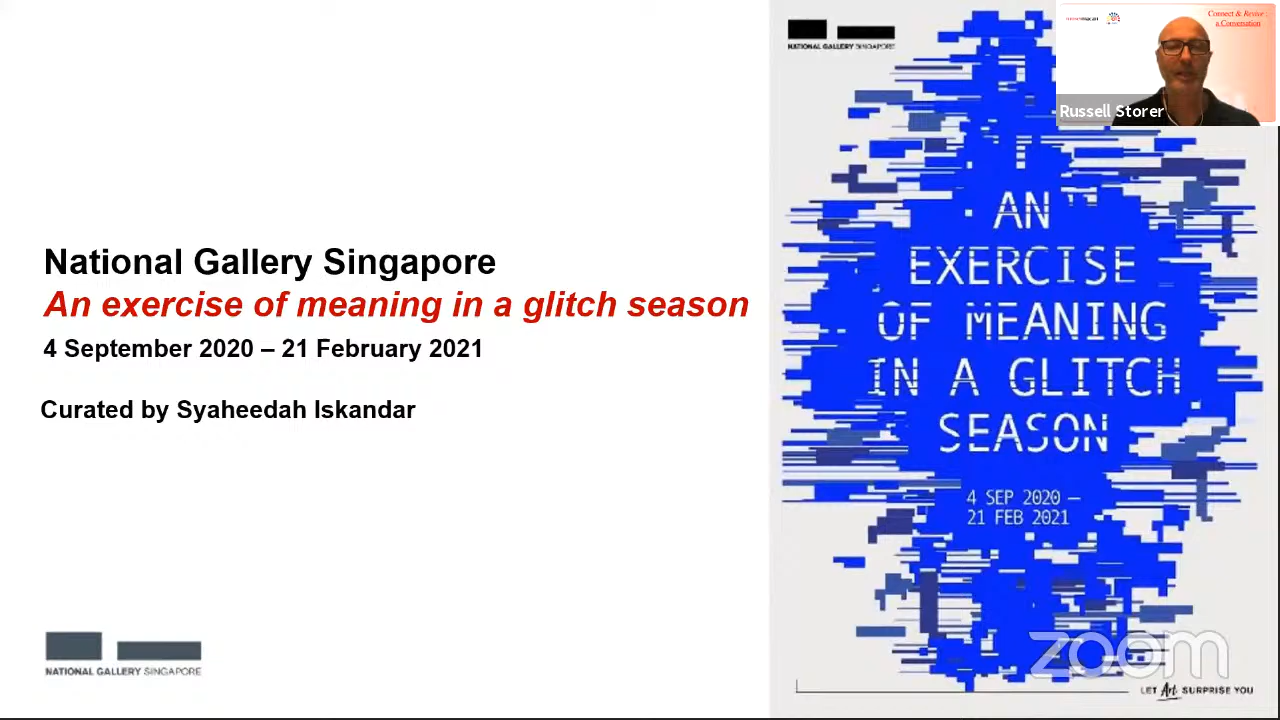 National Gallery Singapore
An exercise of meaning in a glitch season
4 September 2020 – 21 February 2021
Curated by Syaheedah Iskandar
NATIONAL GALLERY SINGAPORE
NATIONAL GALLERY SINGAPORE
AN
EXERCISE
OF MEANING
IN A GLITCH
SEASON
4 SEP 2020 –
21 FEB 2021
LET Art SURPRISE YOU
zoom
Connect & Revive :
a Conversation
Russell Storer